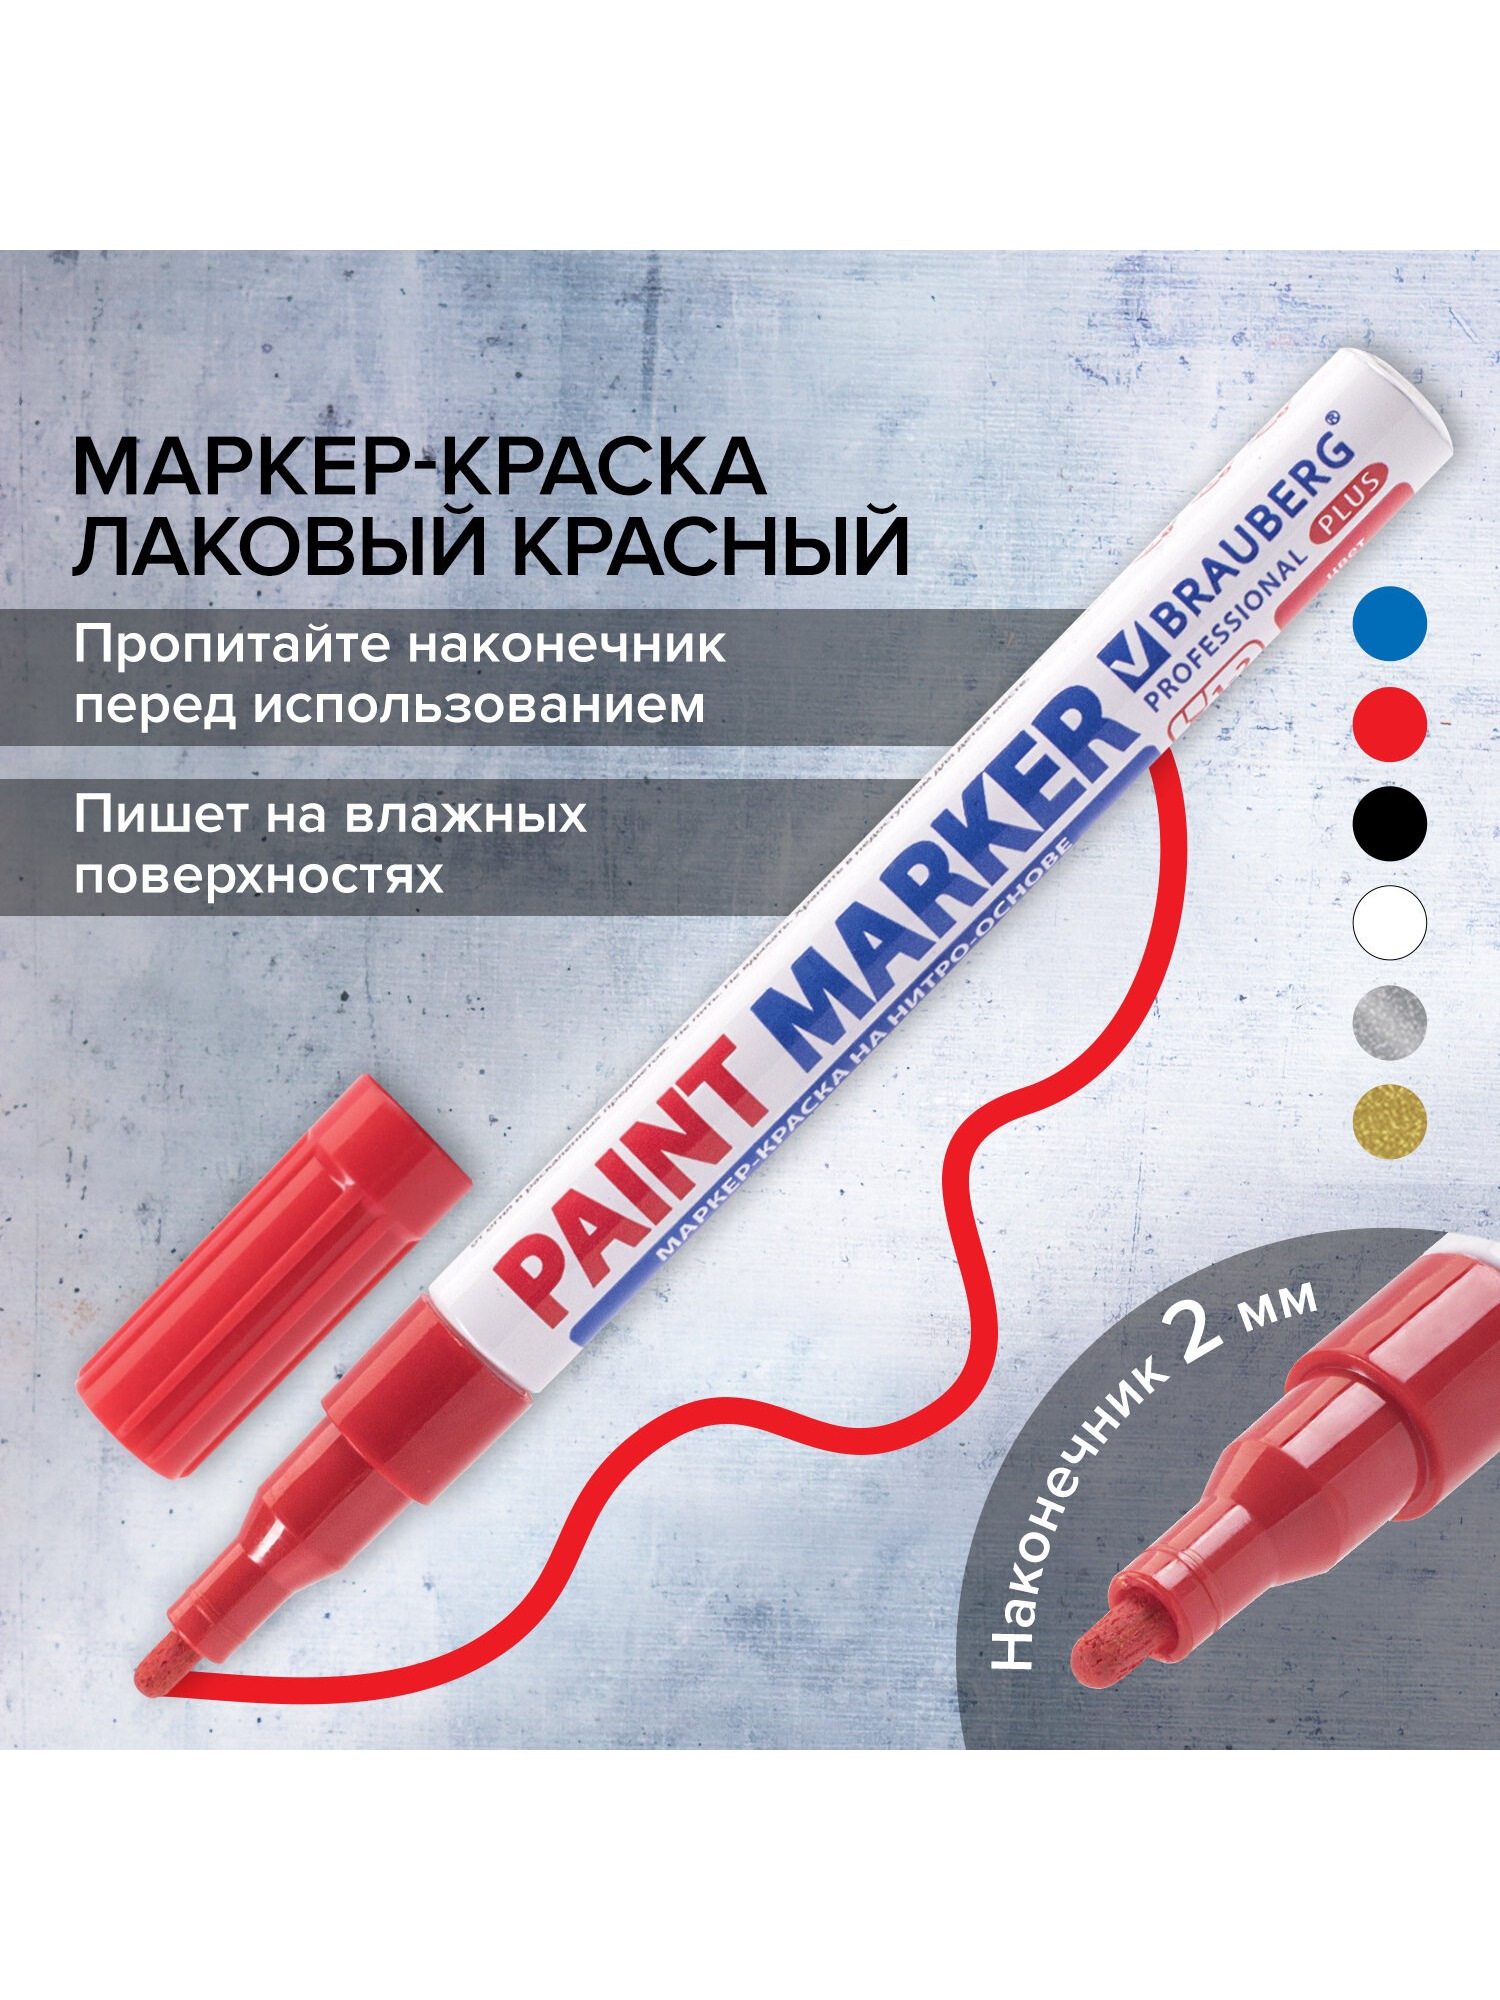 МАРКЕР-КРАСКА
ЛАКОВЫЙ КРАСНЫЙ
Пропитайте наконечник
перед использованием
Пишет на влажных
поверхностях
BRAUBERG®
PROFESSIONAL PLUS
цвет
PAINT MARKER
МАРКЕР-КРАСКА НА НИТРО-ОСНОВЕ
Наконечник 2 мм